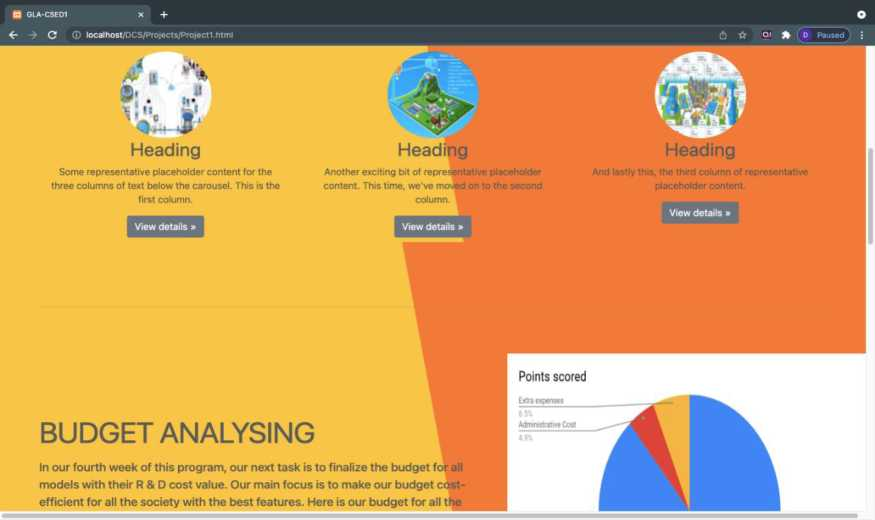 GLA-CSED1
localhost/DCS/Projects/Project1.html
D Paused
Heading
Some representative placeholder content for the
three columns of text below the carousel. This is the
first column.
View details »
Heading
Another exciting bit of representative placeholder
content. This time, we've moved on to the second
column.
View details »
Heading
And lastly this, the third column of representative
placeholder content.
View details »
BUDGET ANALYSING
In our fourth week of this program, our next task is to finalize the budget for all
models with their R & D cost value. Our main focus is to make our budget cost-
efficient for all the society with the best features. Here is our budget for all the
Points scored
Extra expenses
6.5%
Administrative Cost
4.9%